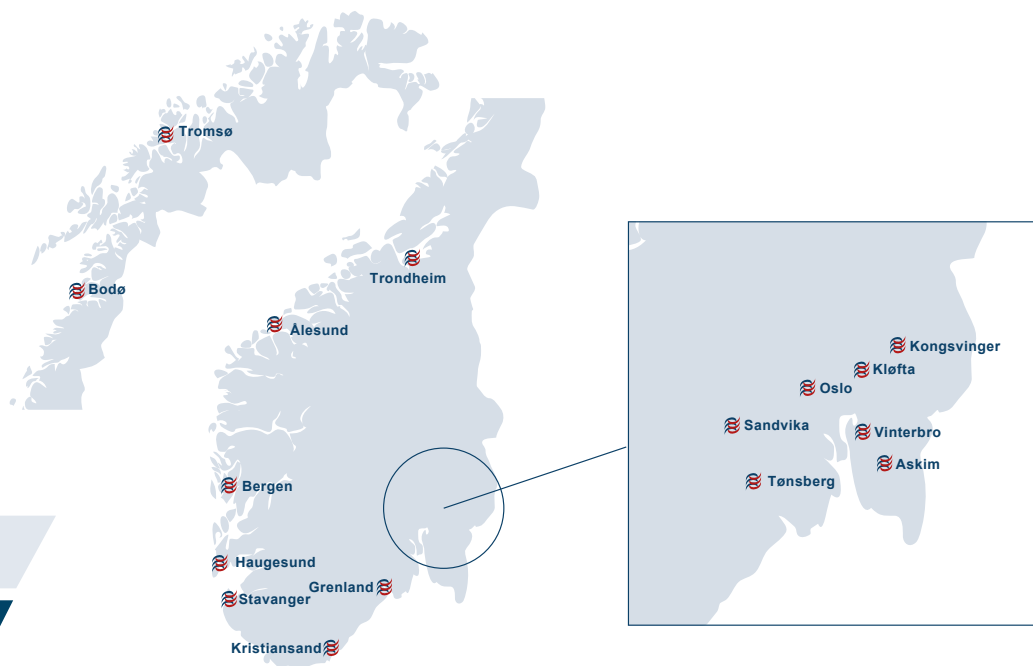 Tromsø
Bodø
Trondheim
Ålesund
Bergen
Haugesund
Stavanger
Grenland
Kristiansand
Kongsvinger
Kløfta
Oslo
Sandvika
Vinterbro
Askim
Tønsberg